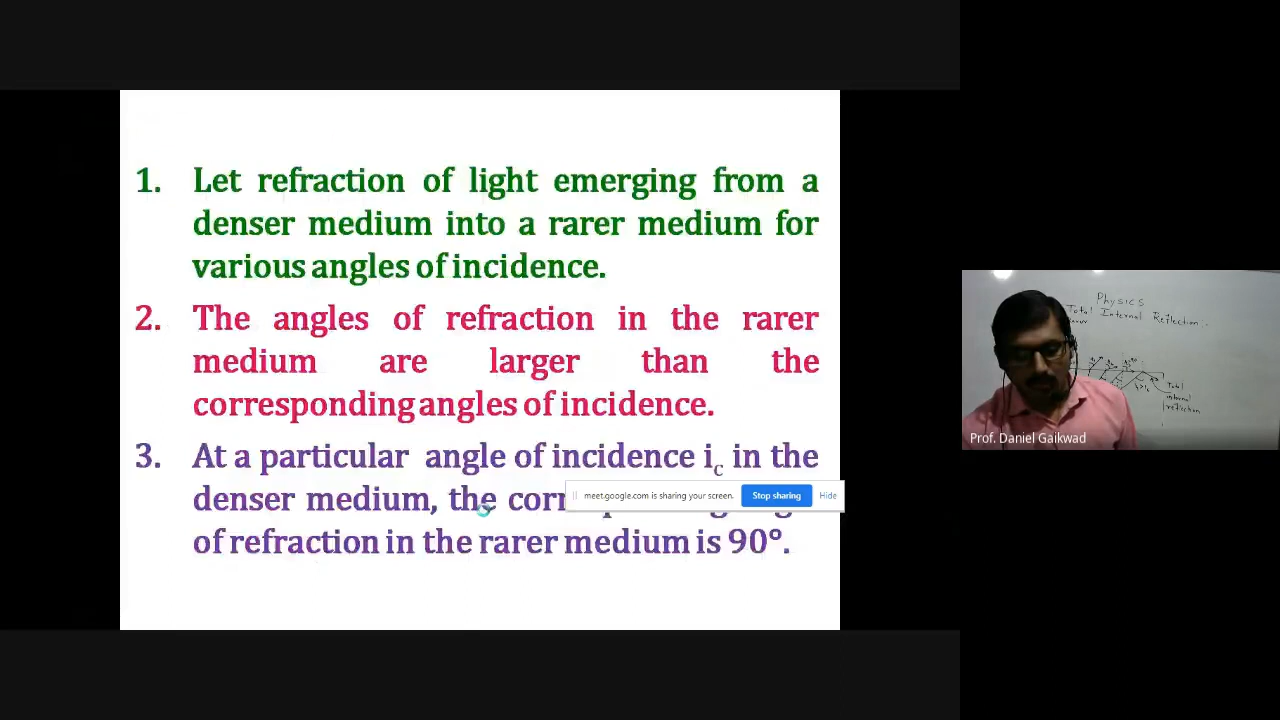 1. Let refraction of light emerging from a
denser medium into a rarer medium for
various angles of incidence.
2. The angles of refraction in the rarer
medium are larger than the
corresponding angles of incidence.
3. At a particular angle of incidence ic in the
denser medium, the
of refraction in the rarer medium is 90°.
meet.google.com is sharing your screen. Stop sharing Hide
Physics
Total Internal Reflection:
Total
internal
Prof. Daniel Gaikwad